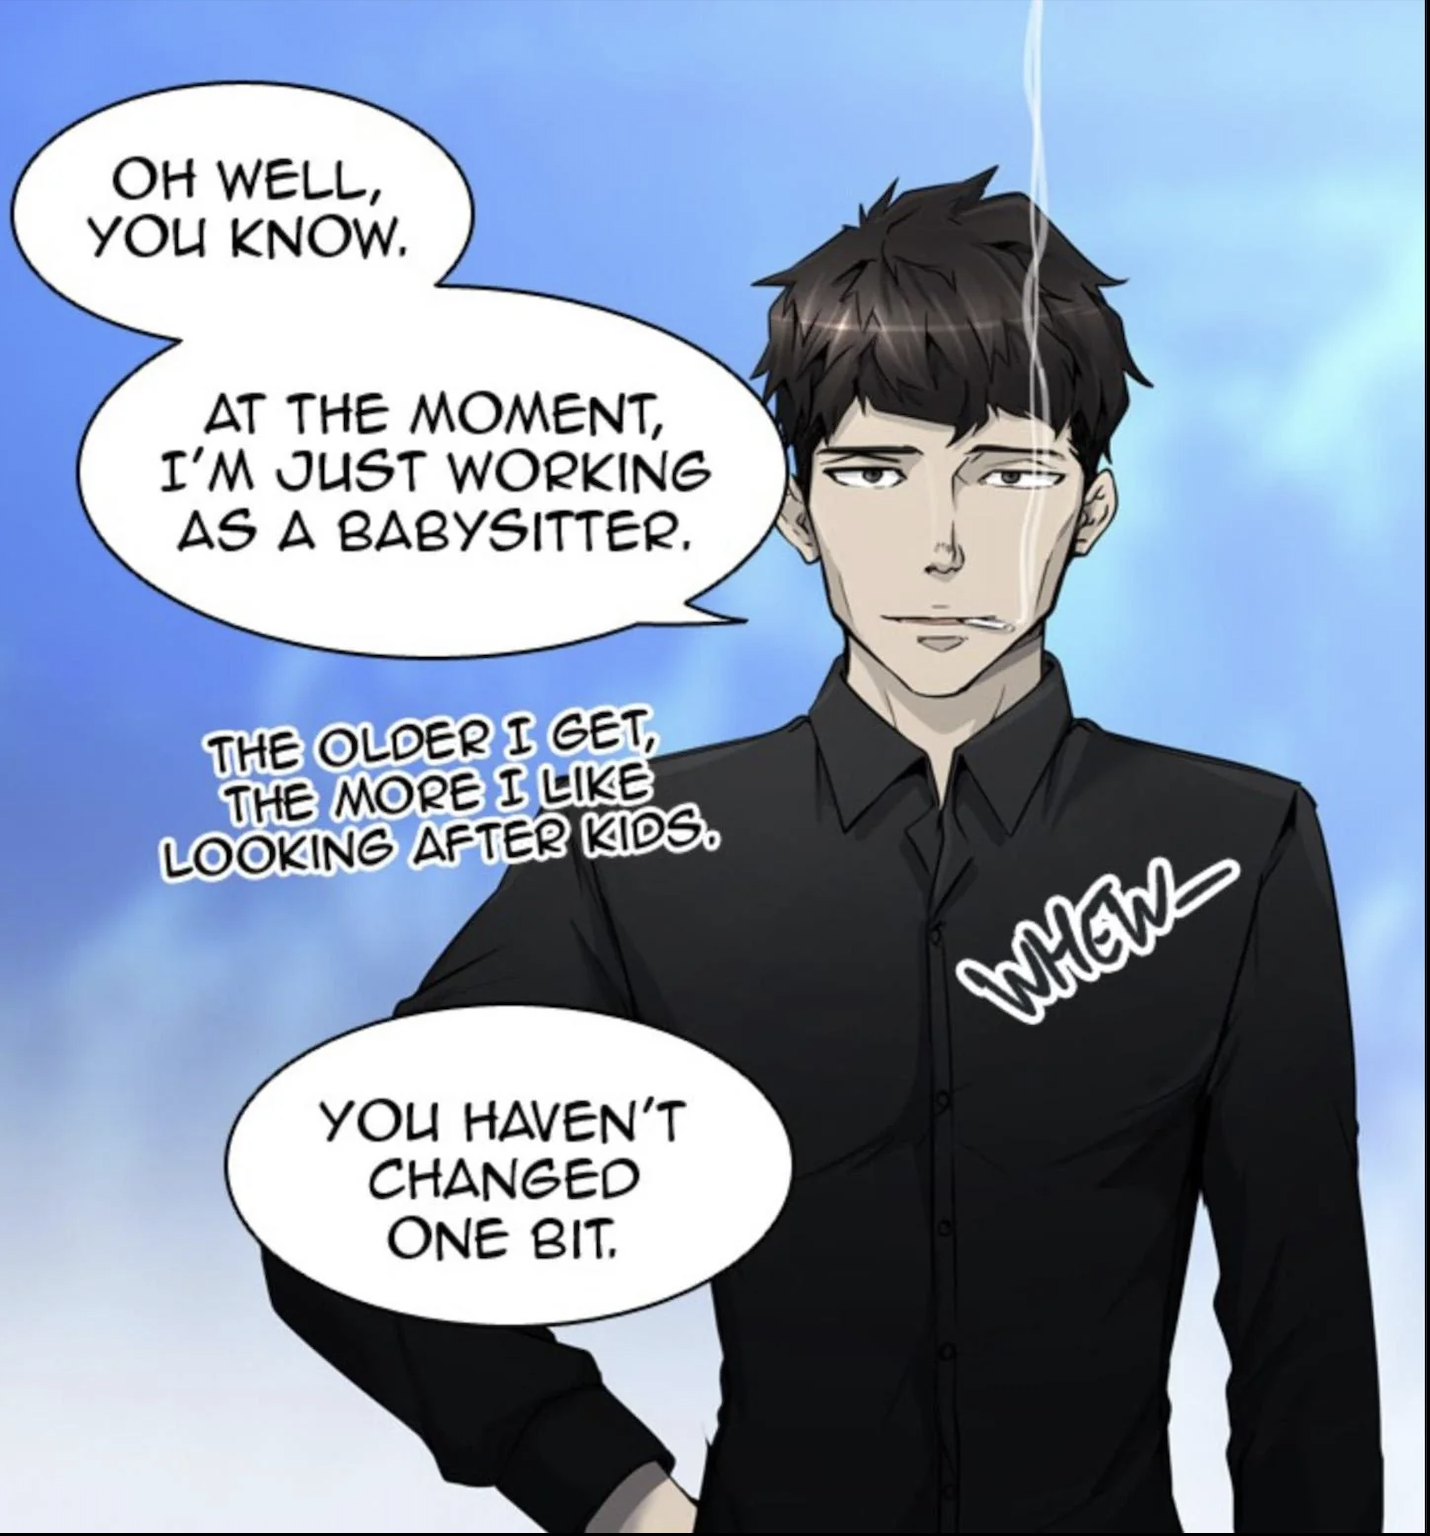 OH WELL,
YOU KNOW.
AT THE MOMENT,
I'M JUST WORKING
AS A BABYSITTER.
THE OLDER I GET,
THE MORE I LIKE
LOOKING AFTER KIDS.
WHEW—
YOU HAVEN'T
CHANGED
ONE BIT.